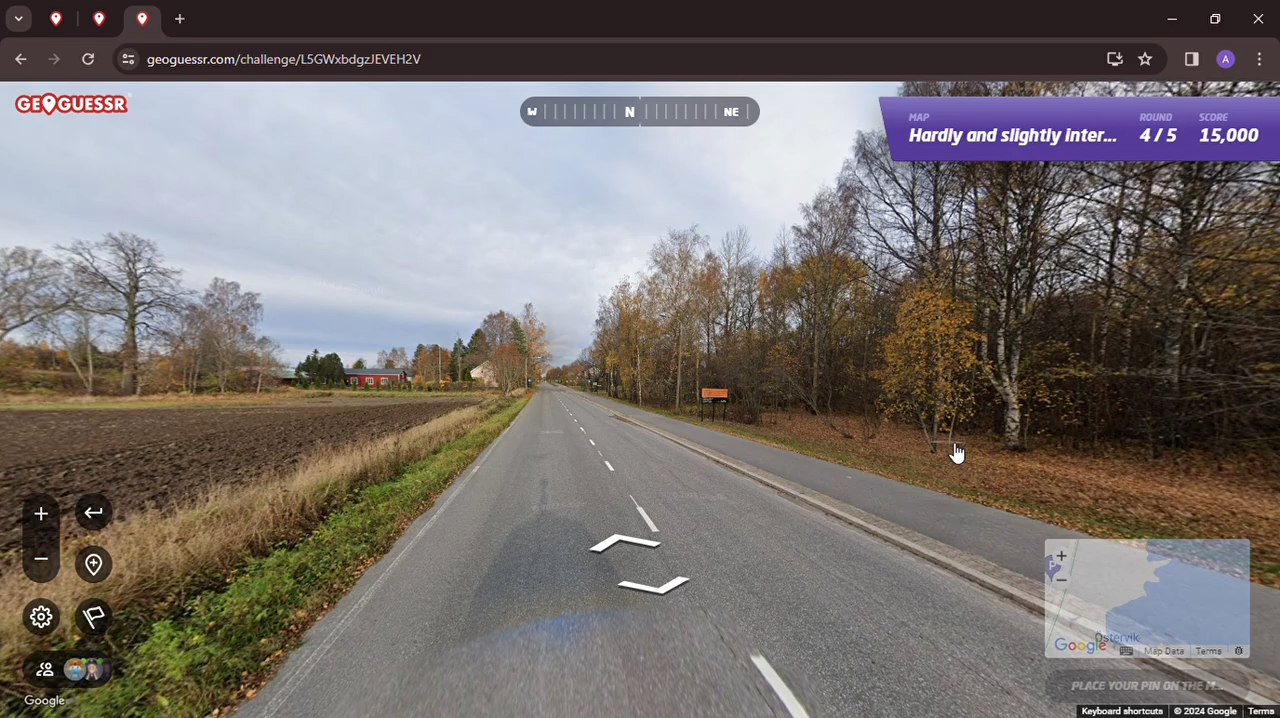 geoguessr.com/challenge/L5GWxbdgzJEVEH2V
A
GEOGUESSR
W N NE
MAP
Hardly and slightly inter...
ROUND
4 / 5
SCORE
15,000
+
−
+
−
Östervik
Google
Map Data
Terms
PLACE YOUR PIN ON THE M...
Google
Keyboard shortcuts
© 2024 Google
Terms